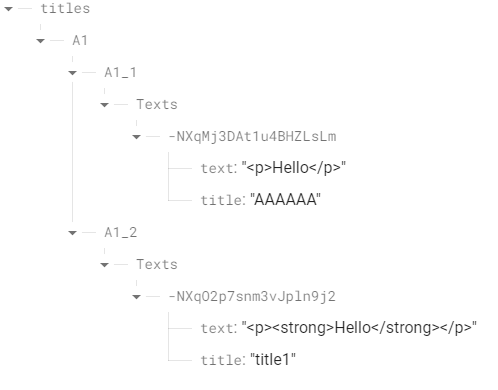 titles
A1
A1_1
Texts
-NXqMj3DAt1u4BHZLsLm
text: "<p>Hello</p>"
title: "AAAAAA"
A1_2
Texts
-NXqO2p7snm3vJpln9j2
text: "<p><strong>Hello</strong></p>"
title: "title1"